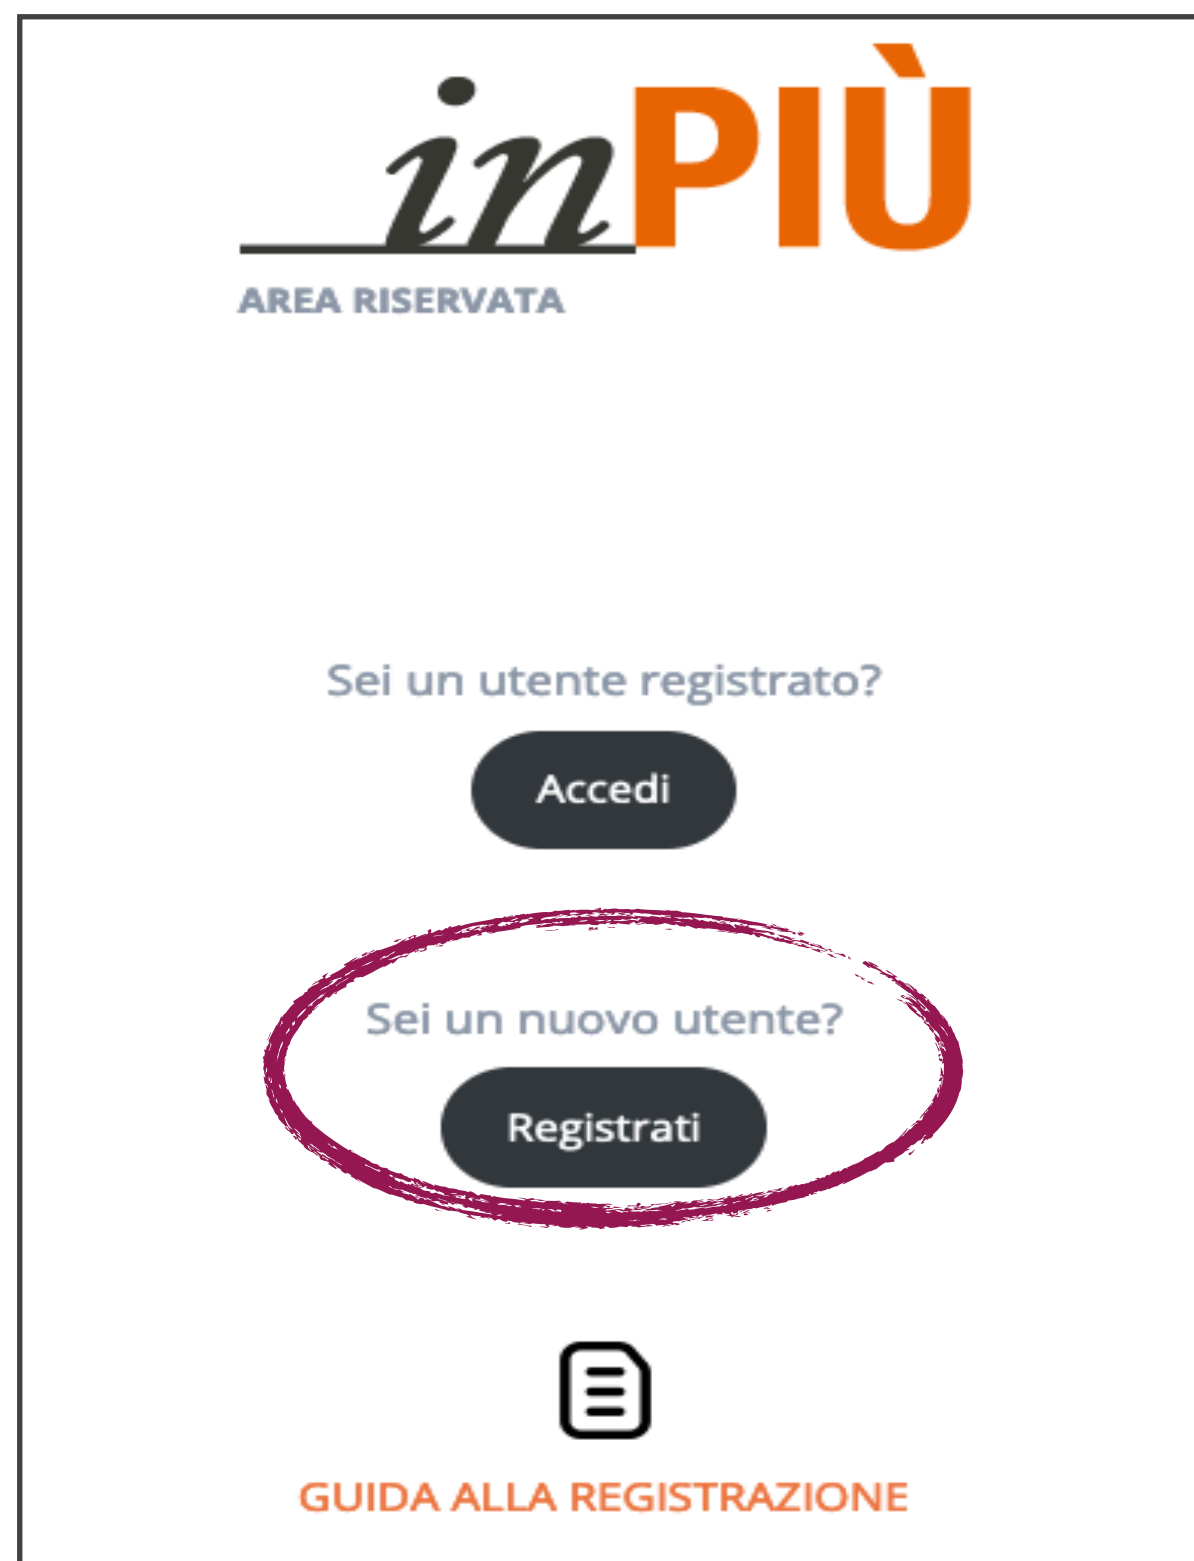 inPIÙ
AREA RISERVATA
Sei un utente registrato?
Accedi
Sei un nuovo utente?
Registrati
GUIDA ALLA REGISTRAZIONE